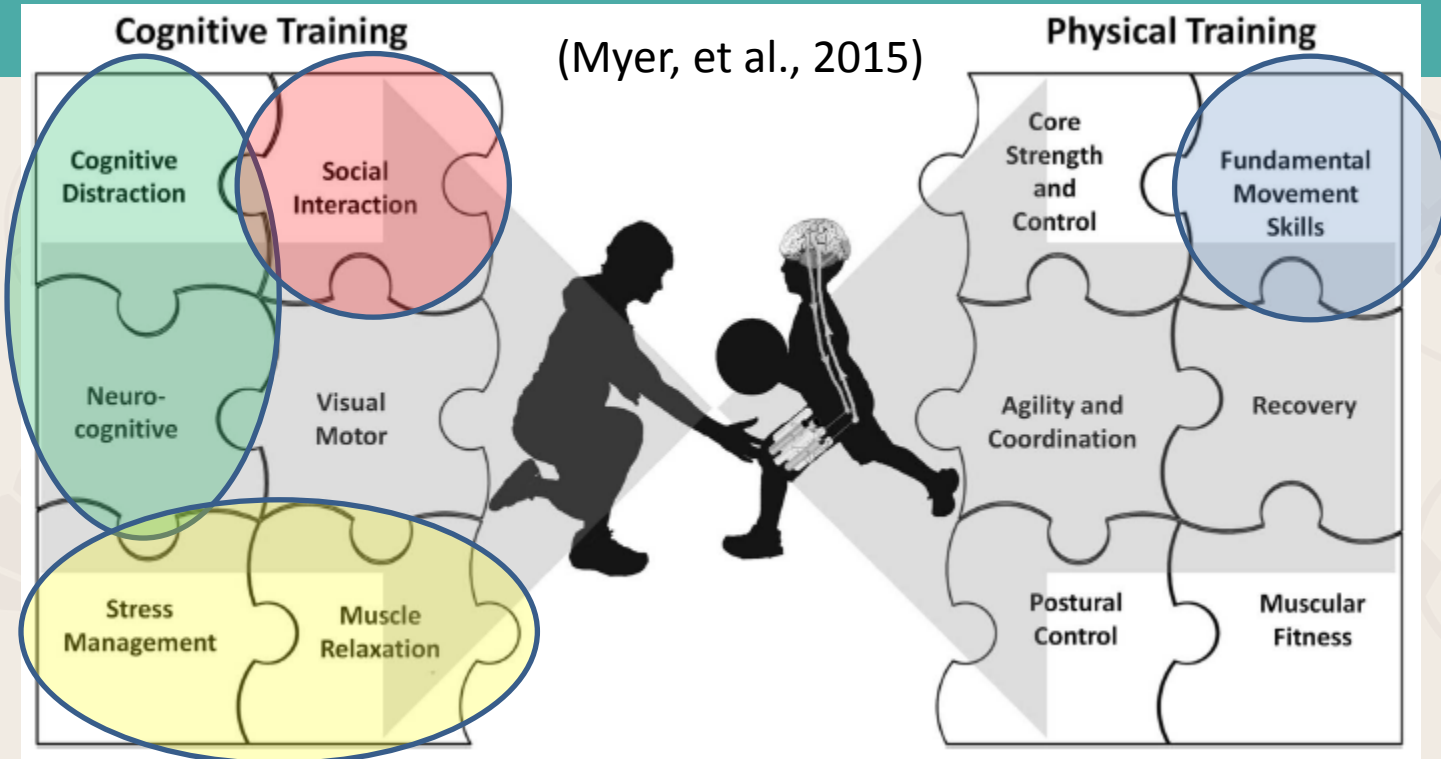 Cognitive Training
(Myer, et al., 2015)
Physical Training
Cognitive
Distraction
Social
Interaction
Core
Strength
and
Control
Fundamental
Movement
Skills
Neuro-
cognitive
Visual
Motor
Agility and
Coordination
Recovery
Stress
Management
Muscle
Relaxation
Postural
Control
Muscular
Fitness